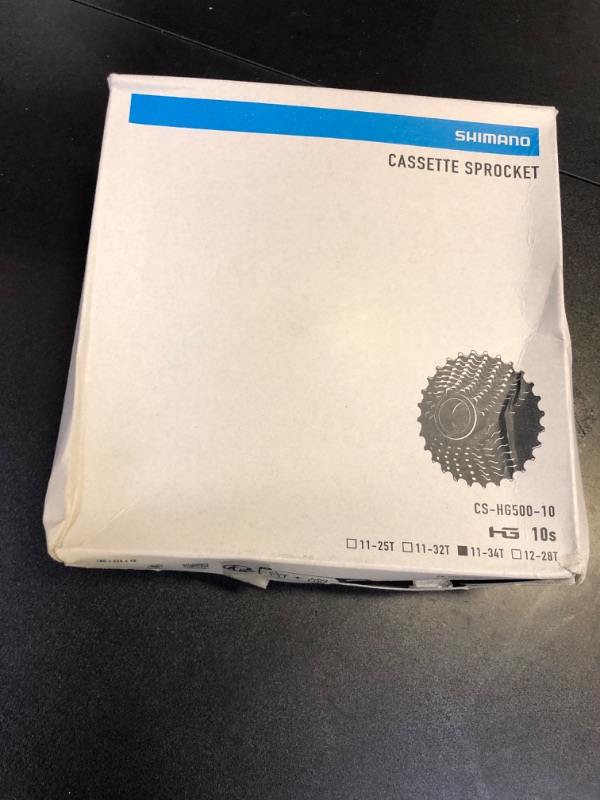 SHIMANO
CASSETTE SPROCKET
CS-HG500-10
HG 10s
☐ 11-25T ☐ 11-32T ■ 11-34T ☐ 12-28T